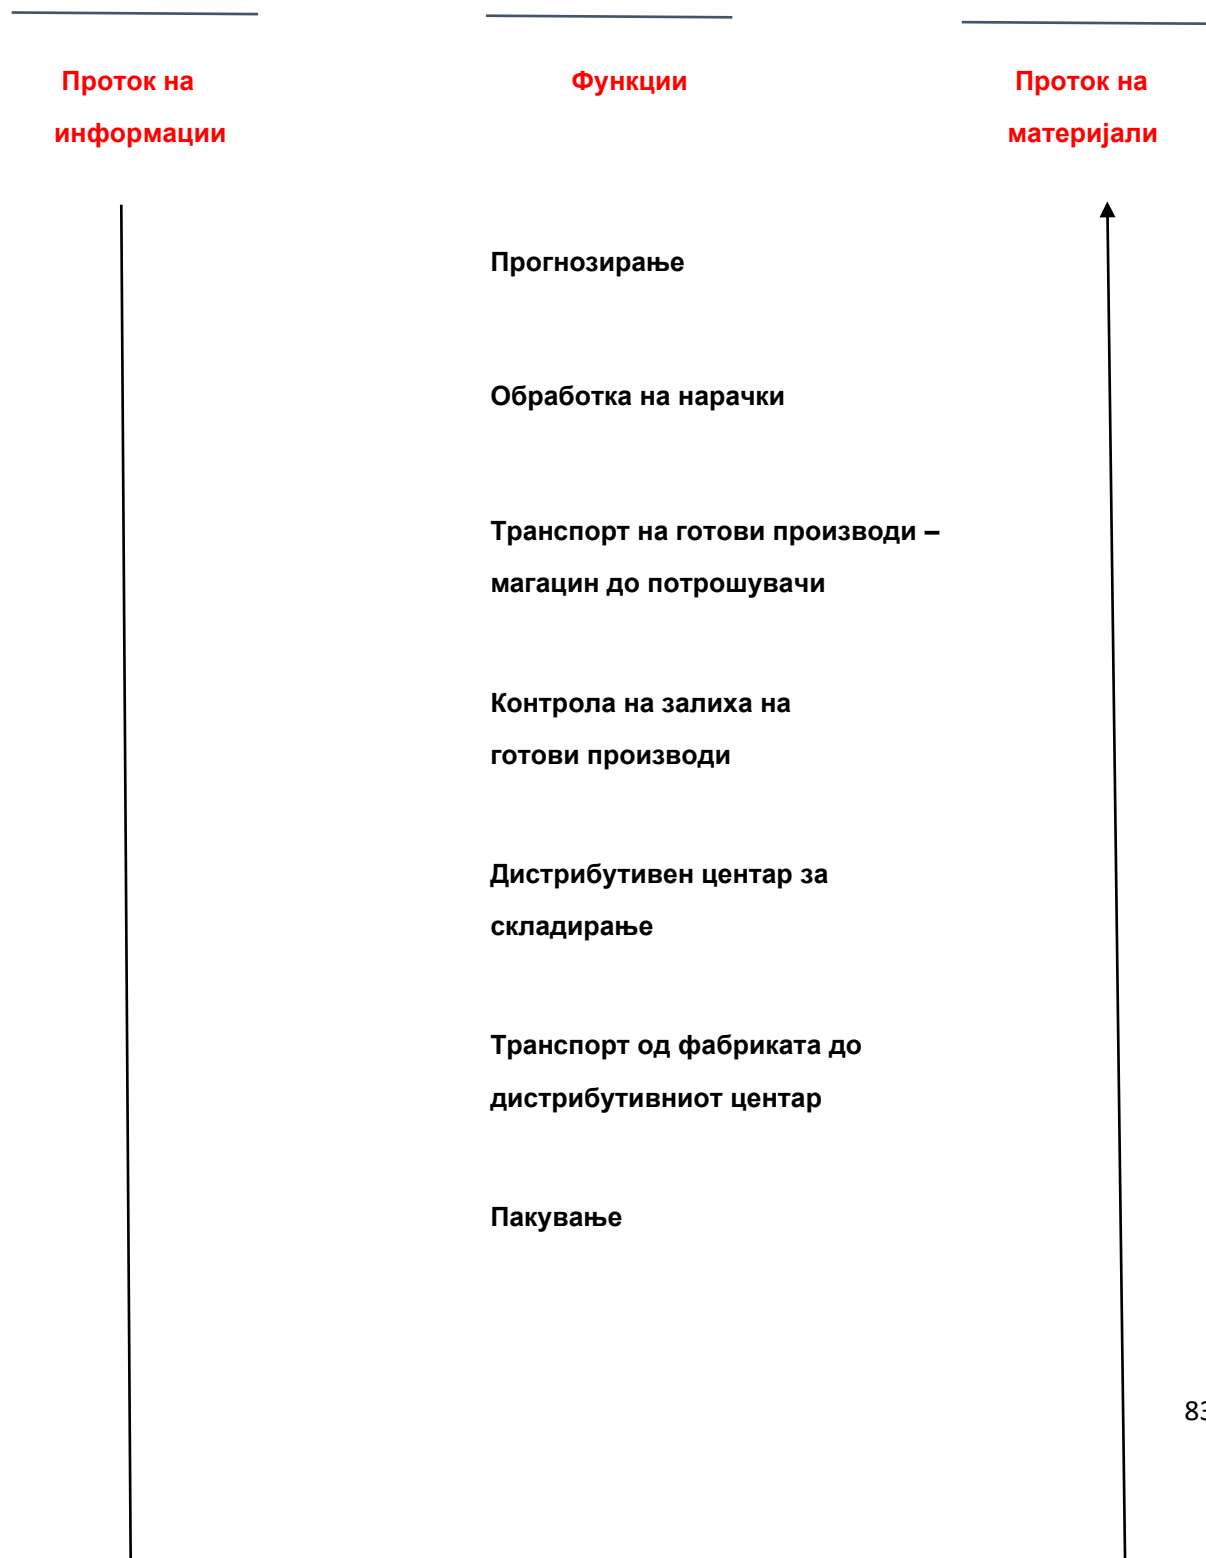 Проток на
информации
Функции
Проток на
материјали
Прогнозирање
Обработка на нарачки
Транспорт на готови производи –
магацин до потрошувачи
Контрола на залиха на
готови производи
Дистрибутивен центар за
складирање
Транспорт од фабриката до
дистрибутивниот центар
Пакување
83